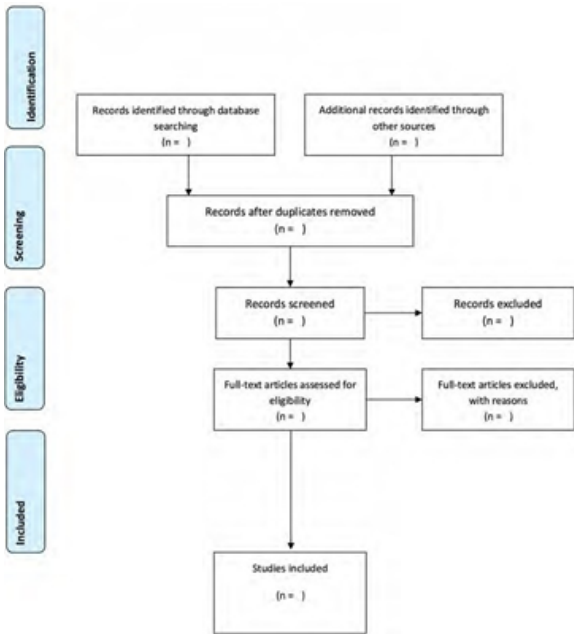 Identification
Records identified through database
searching
(n =   )
Additional records identified through
other sources
(n =   )
Screening
Records after duplicates removed
(n =   )
Records screened
(n =   )
Records excluded
(n =   )
Eligibility
Full-text articles assessed for
eligibility
(n =   )
Full-text articles excluded,
with reasons
(n =   )
Included
Studies included
(n =   )